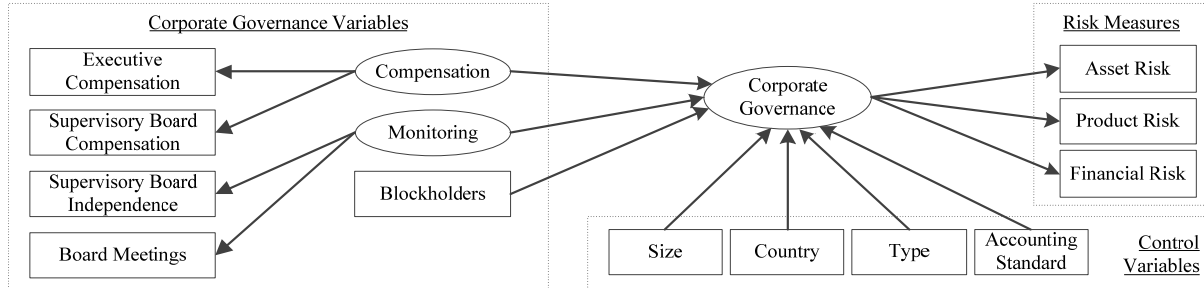 Corporate Governance Variables
Executive
Compensation
Supervisory Board
Compensation
Supervisory Board
Independence
Board Meetings
Compensation
Monitoring
Blockholders
Corporate
Governance
Risk Measures
Asset Risk
Product Risk
Financial Risk
Size
Country
Type
Accounting
Standard
Control
Variables